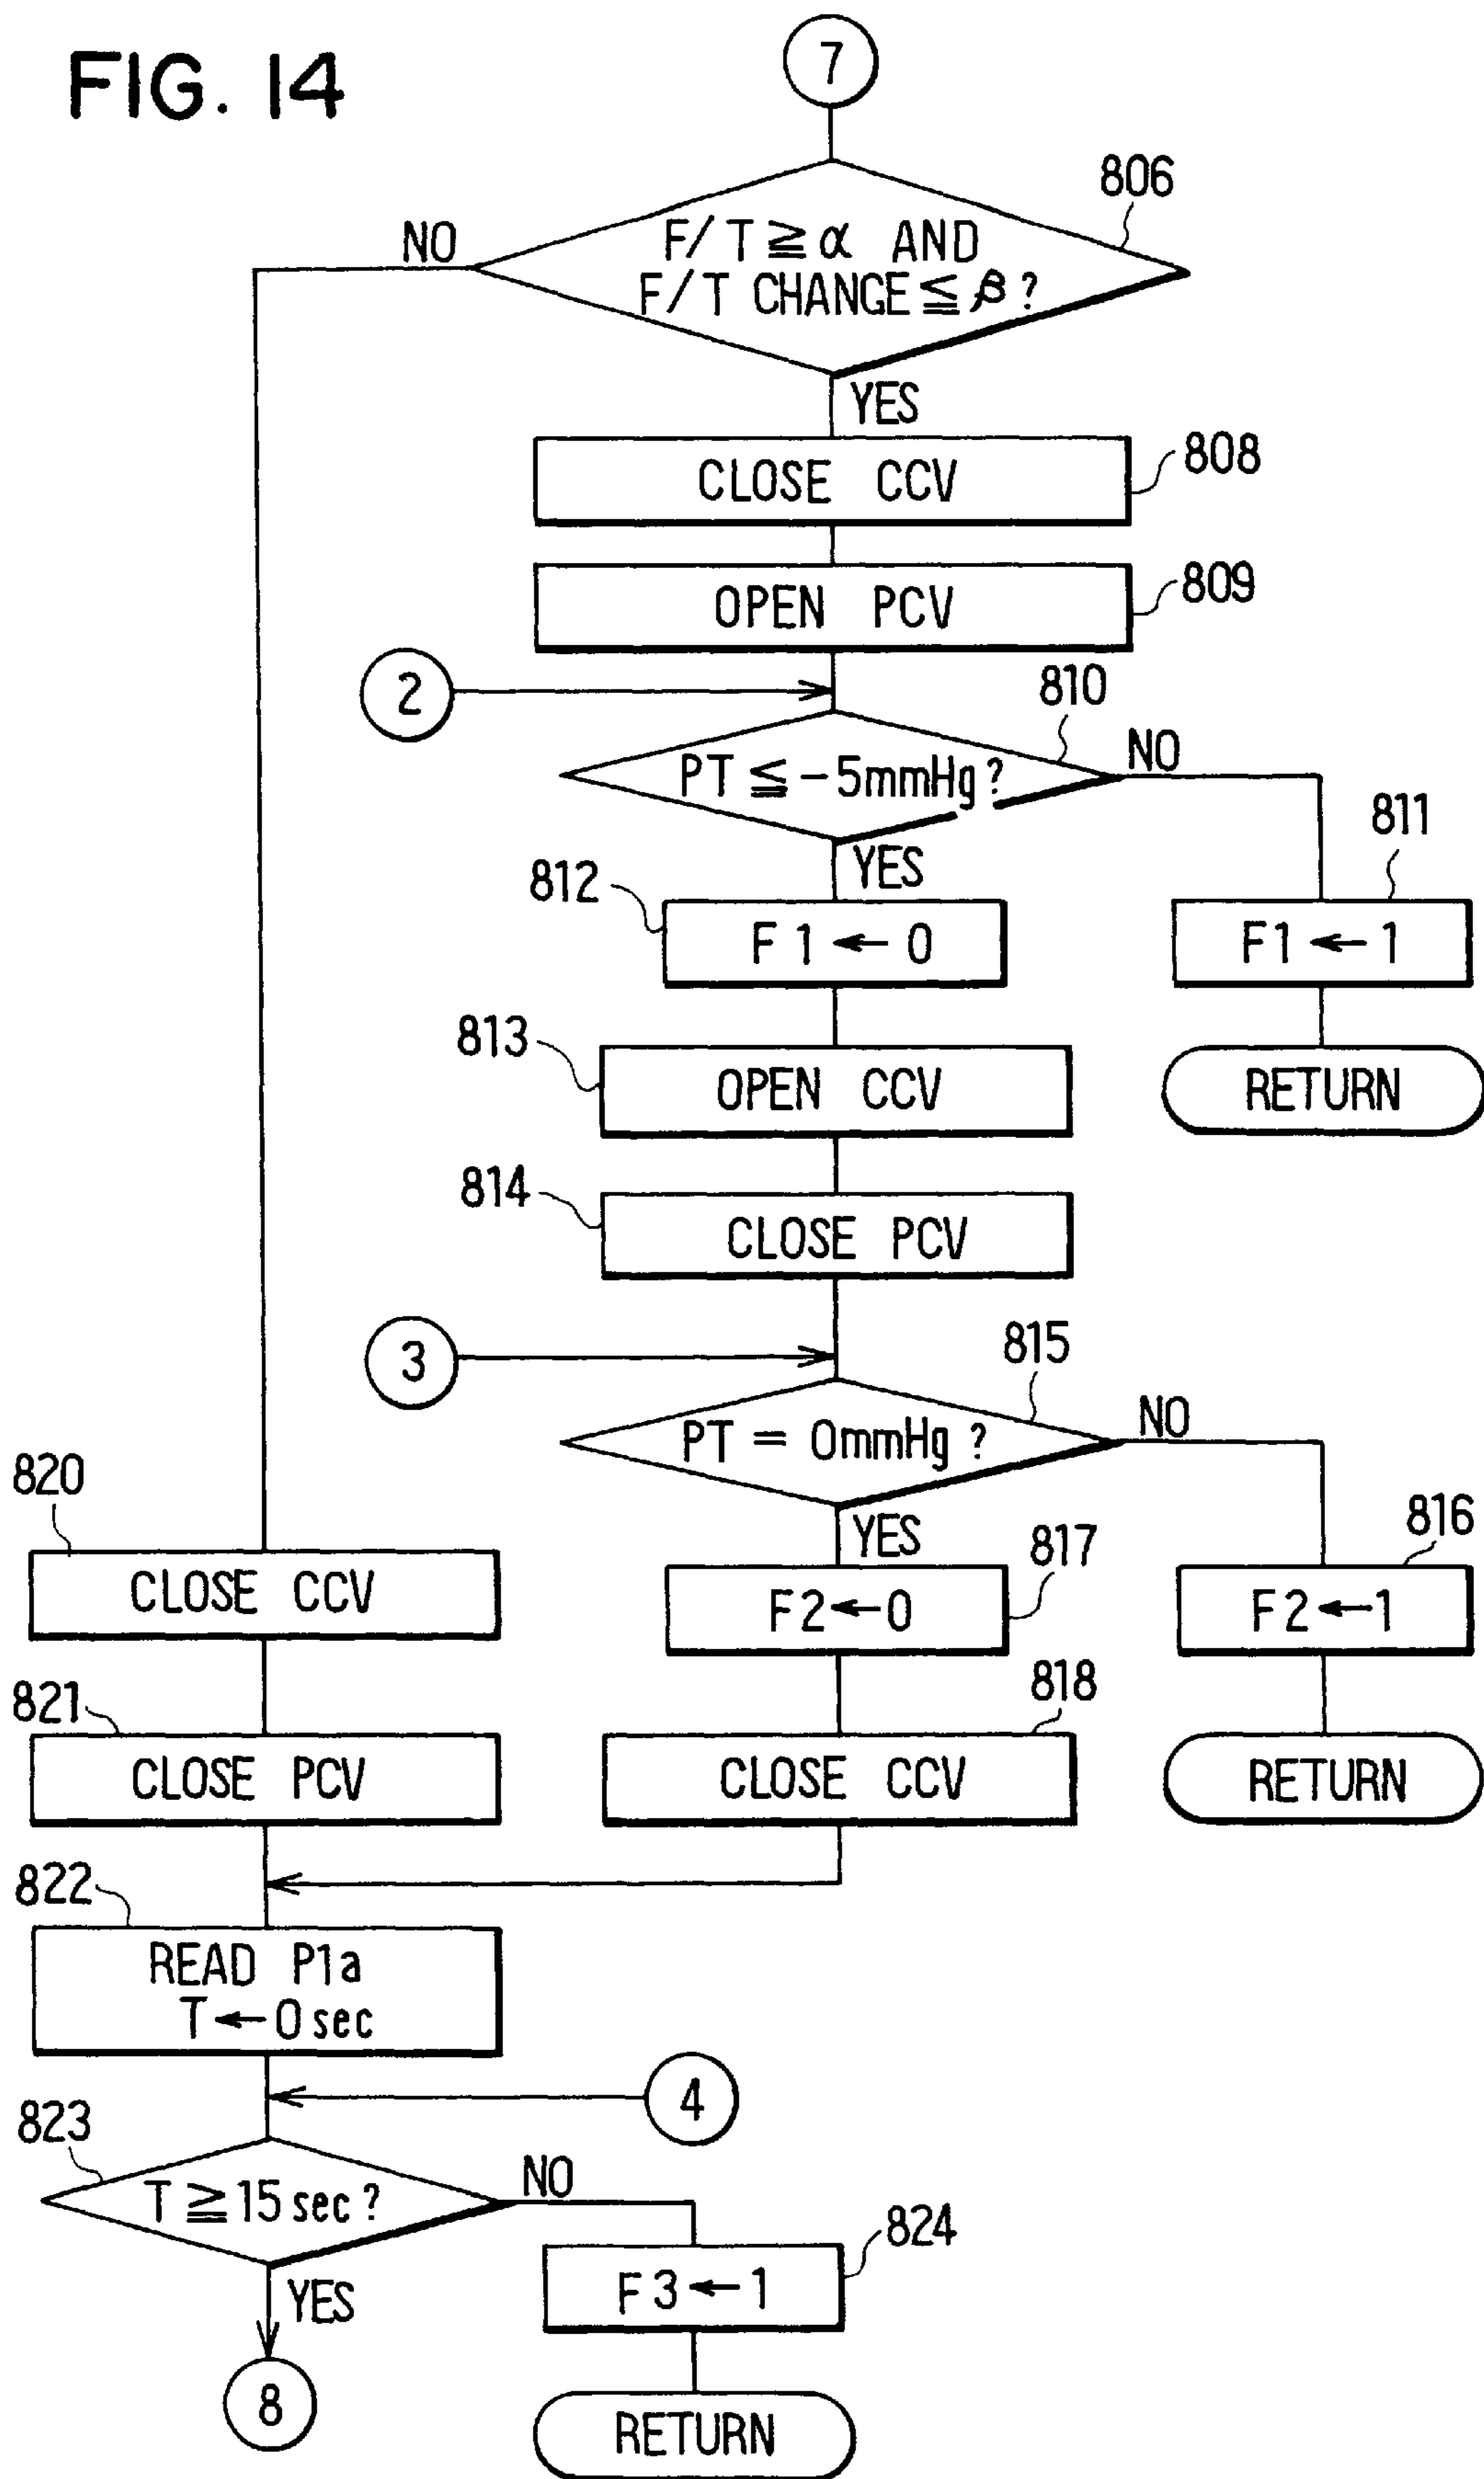 FIG. 14
7
806
F/T ≧ α AND
F/T CHANGE ≦ β ?
NO
YES
CLOSE CCV
808
OPEN PCV
809
2
810
PT ≦ -5mmHg ?
NO
YES
811
812
F1 ← 0
F1 ← 1
813
OPEN CCV
RETURN
814
CLOSE PCV
3
815
PT = 0mmHg ?
NO
YES
820
CLOSE CCV
817
F2 ← 0
816
F2 ← 1
821
CLOSE PCV
818
CLOSE CCV
RETURN
822
READ P1a
T ← 0 sec
4
823
T ≧ 15 sec ?
NO
YES
824
F3 ← 1
8
RETURN